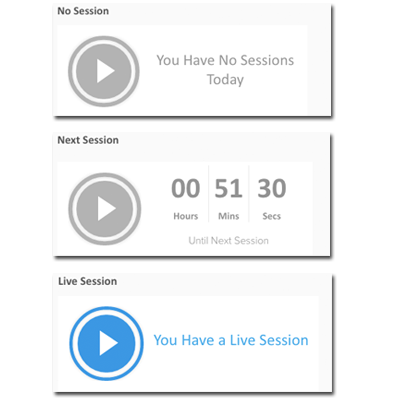 No Session
You Have No Sessions
Today
Next Session
00 51 30
Hours Mins Secs
Until Next Session
Live Session
You Have a Live Session